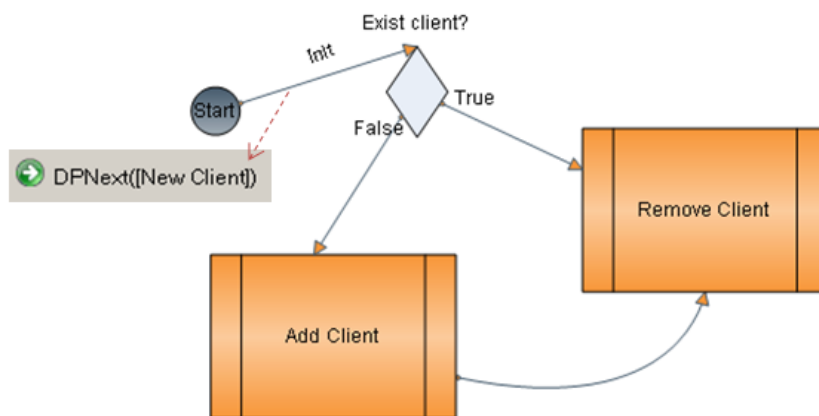 Exist client?
Init
Start
True
False
DPNext([New Client])
Remove Client
Add Client